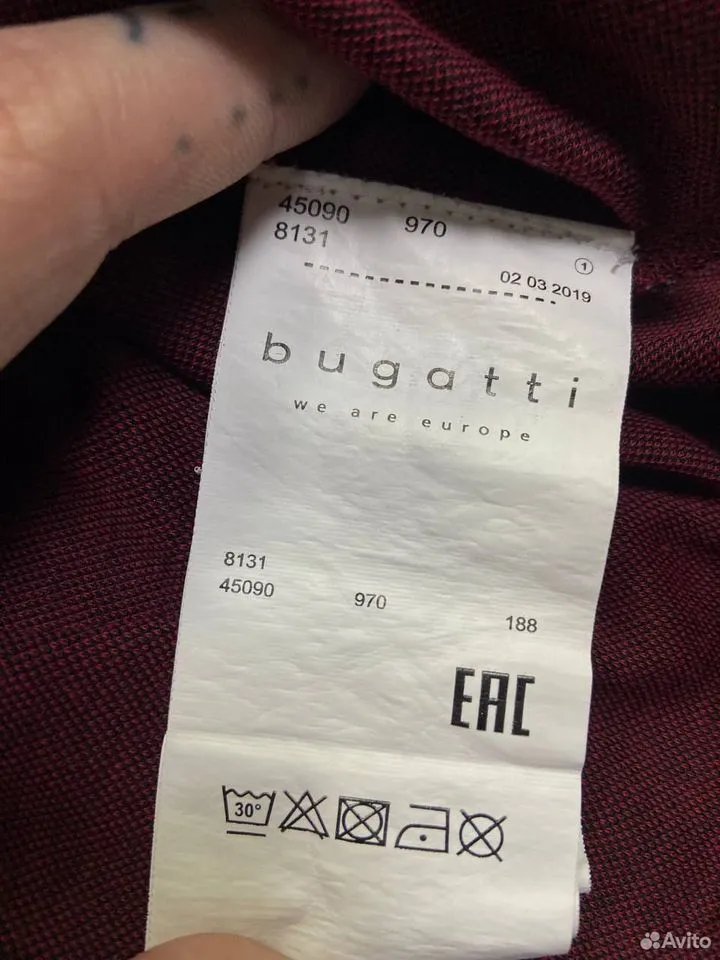 45090 970
8131
1
02 03 2019
bugatti
we are europe
8131
45090 970 188
EAC
30°
Avito